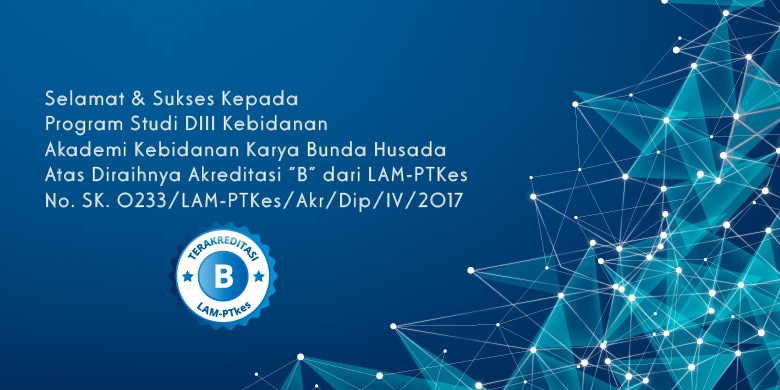 Selamat & Sukses Kepada
Program Studi DIII Kebidanan
Akademi Kebidanan Karya Bunda Husada
Atas Diraihnya Akreditasi "B" dari LAM-PTKes
No. SK. 0233/LAM-PTKes/Akr/Dip/IV/2017
TERAKREDITASI
B
LAM-PTkes